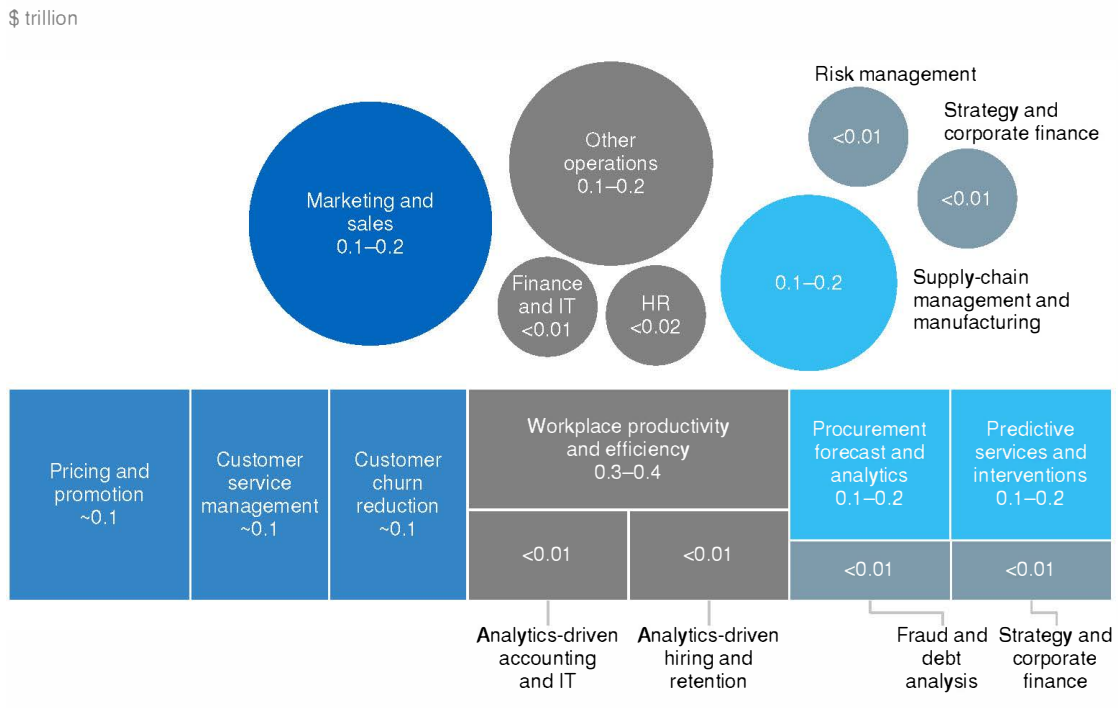 $ trillion
Risk management
Strategy and
corporate finance
Other
operations
0.1–0.2
<0.01
<0.01
Marketing and
sales
0.1–0.2
Finance
and IT
<0.01
HR
<0.02
0.1–0.2
Supply-chain
management and
manufacturing
Pricing and
promotion
~0.1
Customer
service
management
~0.1
Customer
churn
reduction
~0.1
Workplace productivity
and efficiency
0.3–0.4
<0.01
<0.01
Procurement
forecast and
analytics
0.1–0.2
Predictive
services and
interventions
0.1–0.2
<0.01
<0.01
Analytics-driven
accounting
and IT
Analytics-driven
hiring and
retention
Fraud and
debt
analysis
Strategy and
corporate
finance